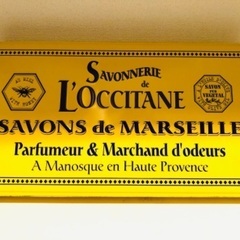 SAVONNERIE
de
L'OCCITANE
SAVONS de MARSEILLE
Parfumeur & Marchand d'odeurs
A Manosque en Haute Provence